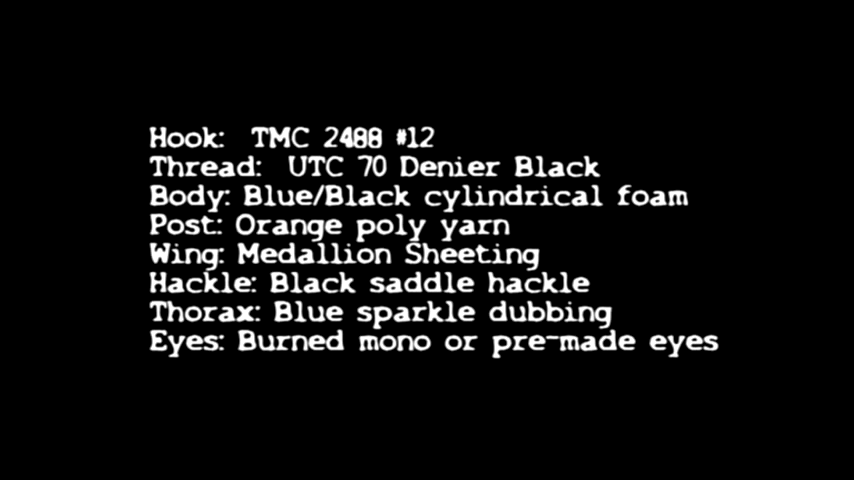 Hook: TMC 2488 #12
Thread: UTC 70 Denier Black
Body: Blue/Black cylindrical foam
Post: Orange poly yarn
Wing: Medallion Sheeting
Hackle: Black saddle hackle
Thorax: Blue sparkle dubbing
Eyes: Burned mono or pre-made eyes